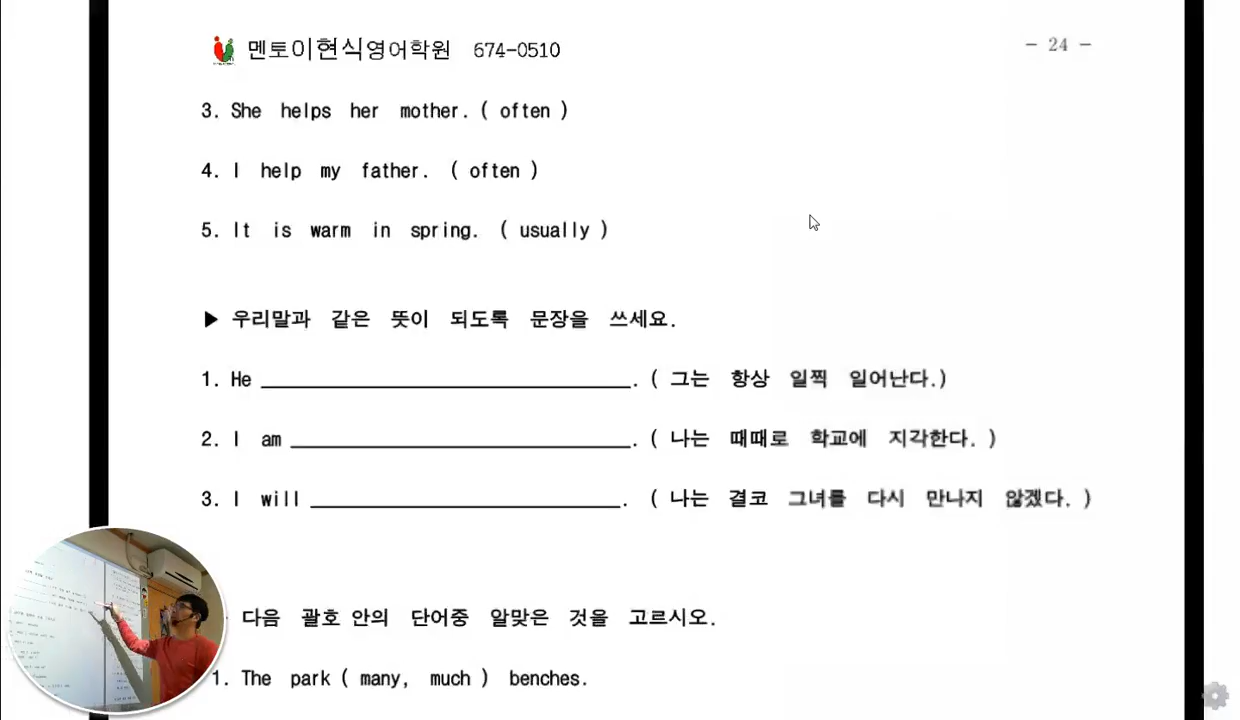 멘토이현식영어학원 674-0510
- 24 -
3. She helps her mother. ( often )
4. I help my father. ( often )
5. It is warm in spring. ( usually )
▶ 우리말과 같은 뜻이 되도록 문장을 쓰세요.
1. He ______________________. ( 그는 항상 일찍 일어난다.)
2. I am ____________________. ( 나는 때때로 학교에 지각한다. )
3. I will ___________________. ( 나는 결코 그녀를 다시 만나지 않겠다. )
다음 괄호 안의 단어중 알맞은 것을 고르시오.
1. The park ( many, much ) benches.